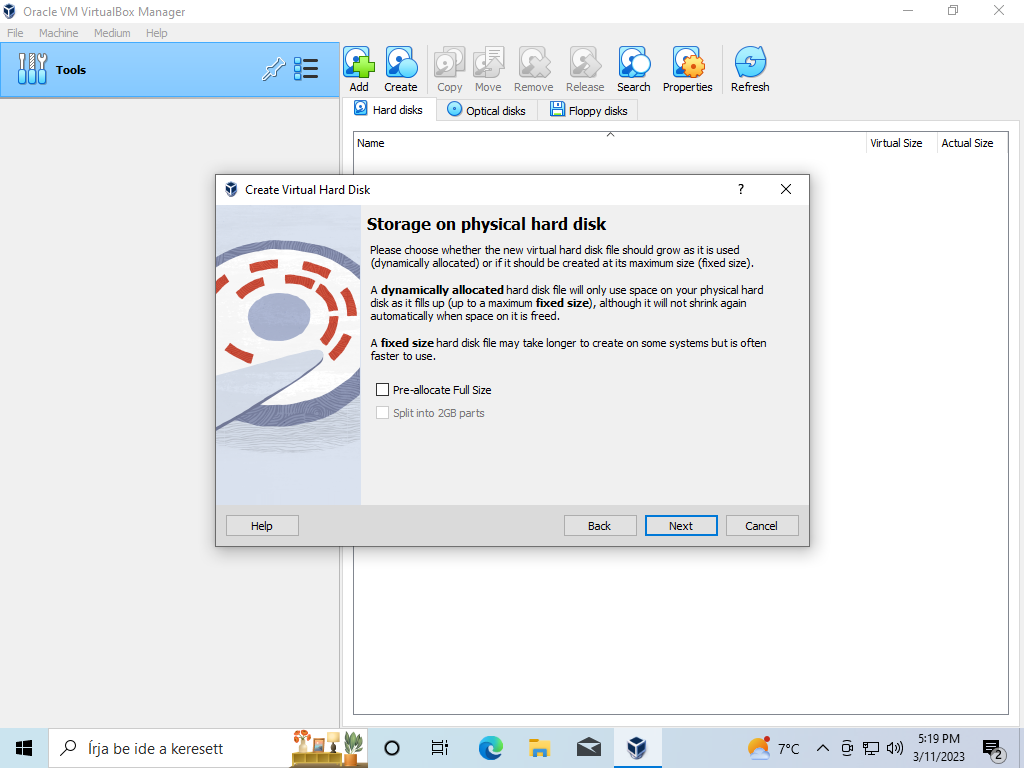 Oracle VM VirtualBox Manager
File Machine Medium Help
Tools
Add Create Copy Move Remove Release Search Properties Refresh
Hard disks Optical disks Floppy disks
Name Virtual Size Actual Size
Create Virtual Hard Disk ?
Storage on physical hard disk
Please choose whether the new virtual hard disk file should grow as it is used
(dynamically allocated) or if it should be created at its maximum size (fixed size).
A dynamically allocated hard disk file will only use space on your physical hard
disk as it fills up (up to a maximum fixed size), although it will not shrink again
automatically when space on it is freed.
A fixed size hard disk file may take longer to create on some systems but is often
faster to use.
Pre-allocate Full Size
Split into 2GB parts
Help Back Next Cancel
Írja be ide a keresett
7°C
5:19 PM
3/11/2023
2